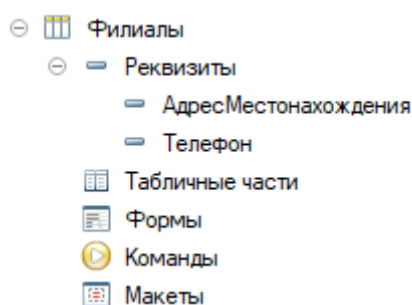 Филиалы
Реквизиты
АдресМестонахождения
Телефон
Табличные части
Формы
Команды
Макеты